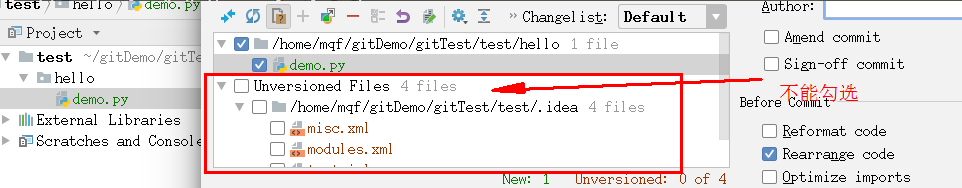 test
hello
demo.py
Project
test ~/gitDemo/gitTest/
hello
demo.py
External Libraries
Scratches and Console
Changelist: Default
/home/mqf/gitDemo/gitTest/test/hello 1 file
demo.py
Unversioned Files 4 files
/home/mqf/gitDemo/gitTest/test/.idea 4 files
misc.xml
modules.xml
New: 1 Unversioned: 0 of 4
Author:
Amend commit
Sign-off commit
不能勾选
Before Commit
Reformat code
Rearrange code
Optimize imports